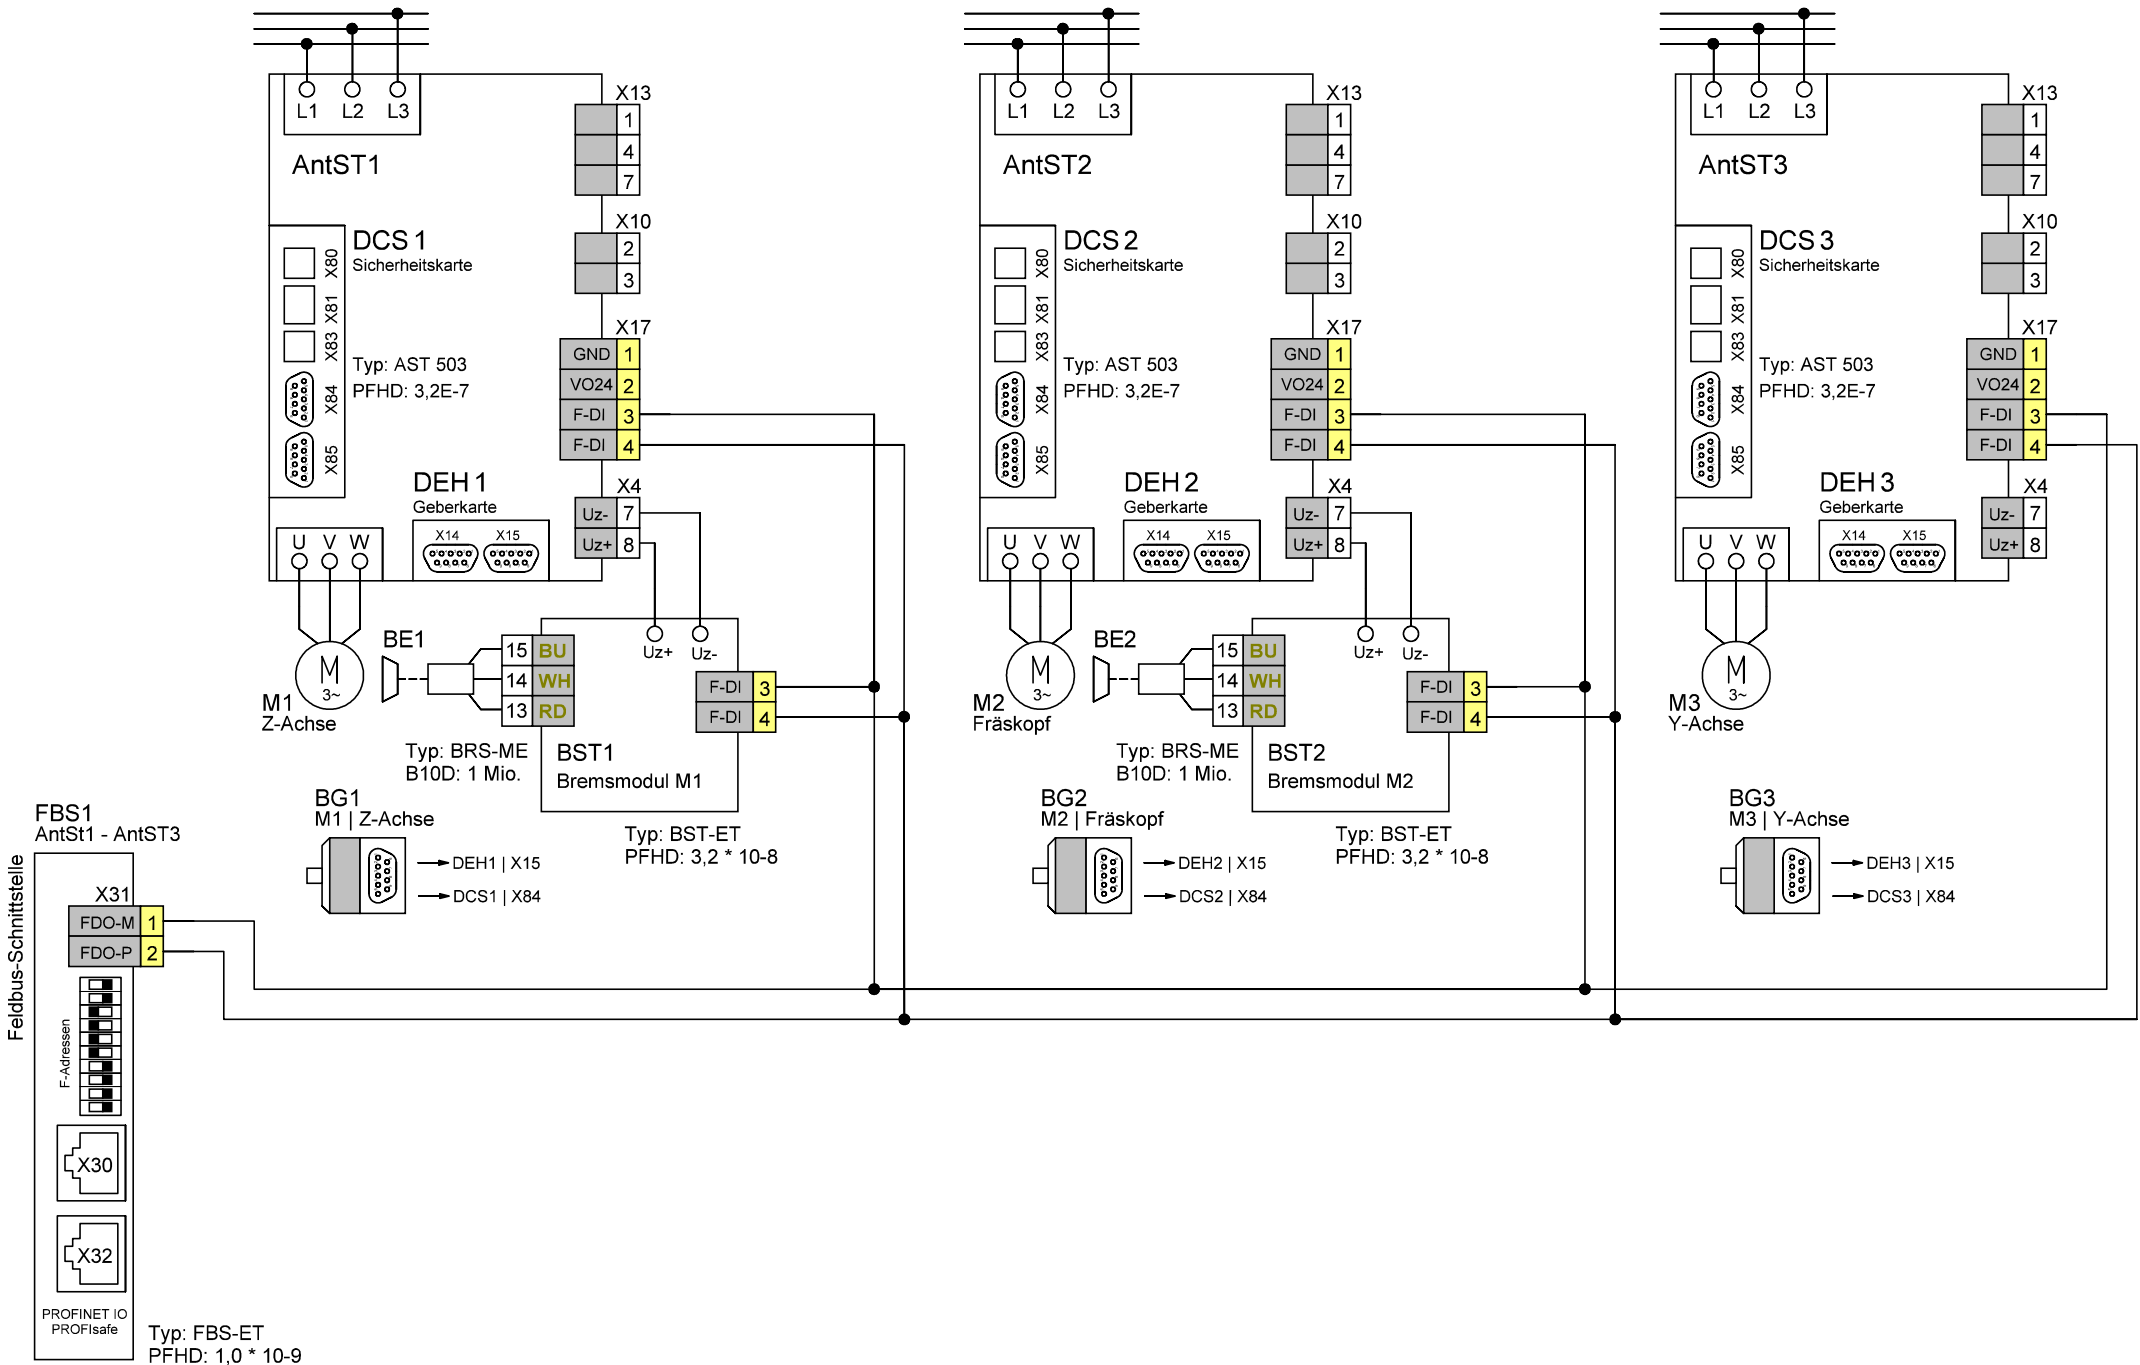 L1 L2 L3
AntST1
X13
1
4
7
X10
2
3
DCS 1
Sicherheitskarte
X80
X81
X83
X84
X85
Typ: AST 503
PFHD: 3,2E-7
X17
GND 1
VO24 2
F-DI 3
F-DI 4
DEH 1
Geberkarte
X14 X15
X4
Uz- 7
Uz+ 8
U V W
M
3~
M1
Z-Achse
BE1
15 BU
14 WH
13 RD
Uz+ Uz-
F-DI 3
F-DI 4
Typ: BRS-ME
B10D: 1 Mio.
BST1
Bremsmodul M1
Typ: BST-ET
PFHD: 3,2 * 10-8
BG1
M1 | Z-Achse
DEH1 | X15
DCS1 | X84
L1 L2 L3
AntST2
X13
1
4
7
X10
2
3
DCS 2
Sicherheitskarte
X80
X81
X83
X84
X85
Typ: AST 503
PFHD: 3,2E-7
X17
GND 1
VO24 2
F-DI 3
F-DI 4
DEH 2
Geberkarte
X14 X15
X4
Uz- 7
Uz+ 8
U V W
M
3~
M2
Fräskopf
BE2
15 BU
14 WH
13 RD
Uz+ Uz-
F-DI 3
F-DI 4
Typ: BRS-ME
B10D: 1 Mio.
BST2
Bremsmodul M2
Typ: BST-ET
PFHD: 3,2 * 10-8
BG2
M2 | Fräskopf
DEH2 | X15
DCS2 | X84
L1 L2 L3
AntST3
X13
1
4
7
X10
2
3
DCS 3
Sicherheitskarte
X80
X81
X83
X84
X85
Typ: AST 503
PFHD: 3,2E-7
X17
GND 1
VO24 2
F-DI 3
F-DI 4
DEH 3
Geberkarte
X14 X15
X4
Uz- 7
Uz+ 8
U V W
M
3~
M3
Y-Achse
BG3
M3 | Y-Achse
DEH3 | X15
DCS3 | X84
FBS1
AntSt1 - AntST3
Feldbus-Schnittstelle
X31
FDO-M 1
FDO-P 2
F-Adressen
X30
X32
PROFINET IO
PROFIsafe
Typ: FBS-ET
PFHD: 1,0 * 10-9